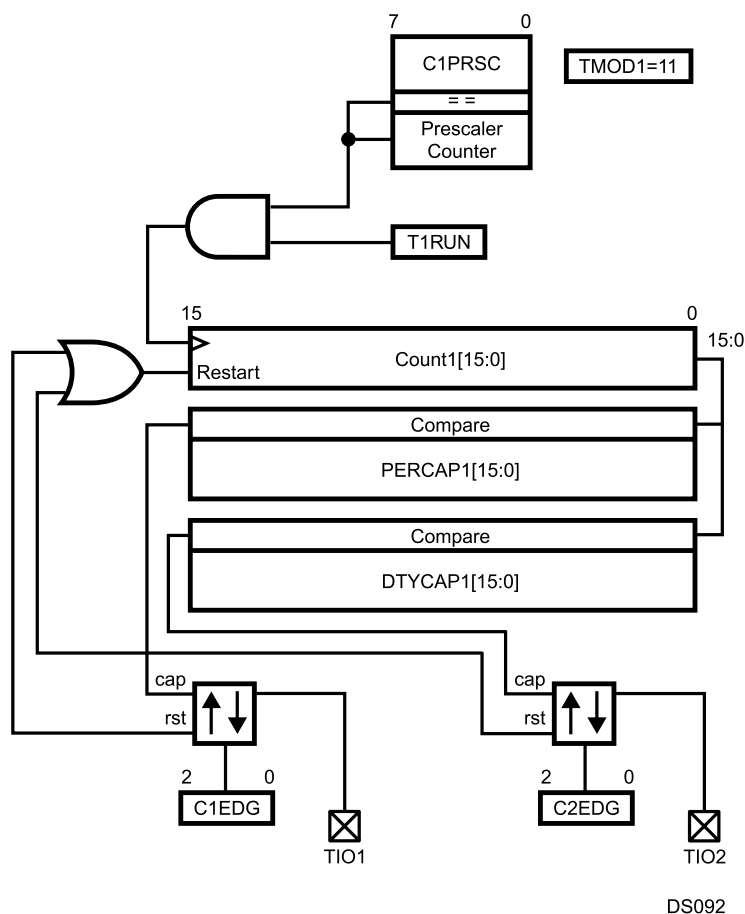 7 0
C1PRSC
TMOD1=11
= =
Prescaler
Counter
T1RUN
15 0
15:0
Count1[15:0]
Restart
Compare
PERCAP1[15:0]
Compare
DTYCAP1[15:0]
cap
rst
cap
rst
2 0
2 0
C1EDG
C2EDG
TIO1
TIO2
DS092